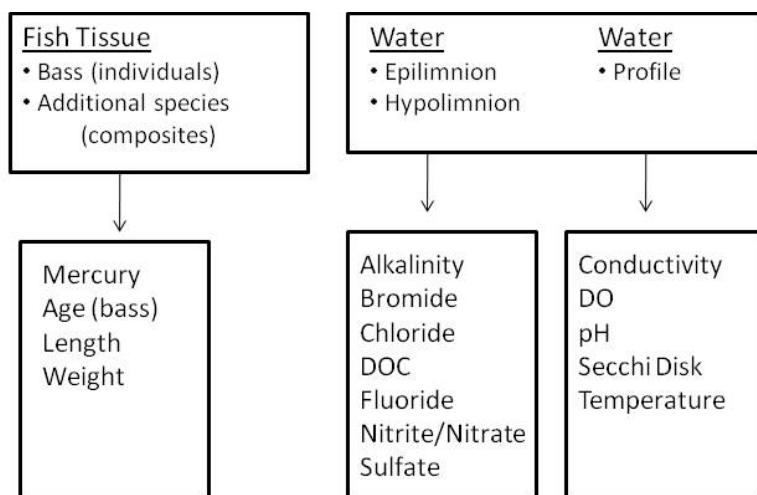 Fish Tissue
• Bass (individuals)
• Additional species
(composites)
Water
• Epilimnion
• Hypolimnion
Water
• Profile
Mercury
Age (bass)
Length
Weight
Alkalinity
Bromide
Chloride
DOC
Fluoride
Nitrite/Nitrate
Sulfate
Conductivity
DO
pH
Secchi Disk
Temperature